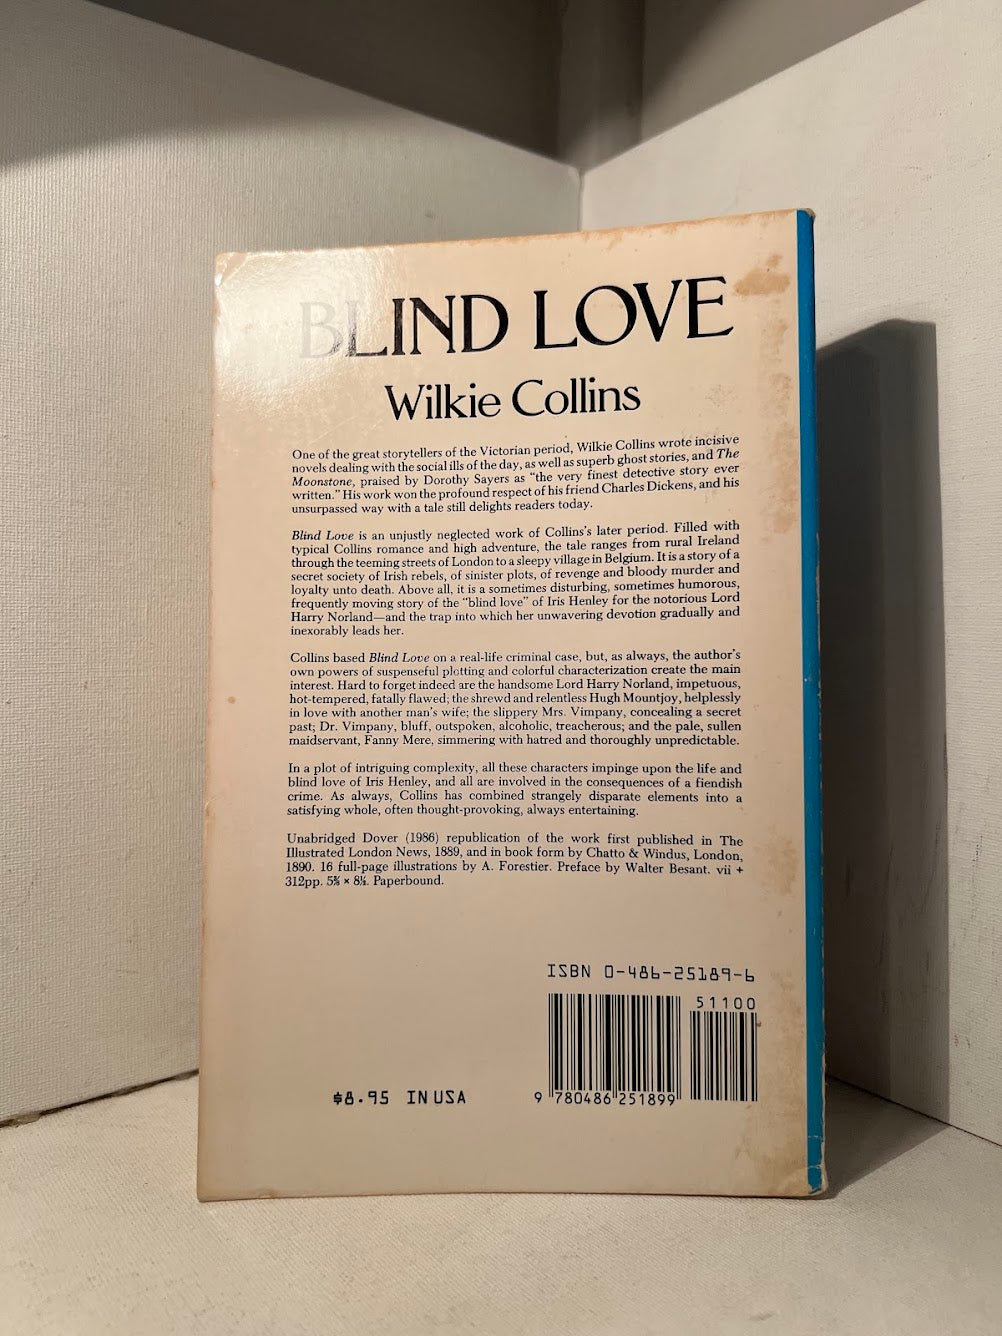 BLIND LOVE
Wilkie Collins
One of the great storytellers of the Victorian period, Wilkie Collins wrote incisive
novels dealing with the social ills of the day, as well as superb ghost stories, and The
Moonstone, praised by Dorothy Sayers as “the very finest detective story ever
written.” His work won the profound respect of his friend Charles Dickens, and his
unsurpassed way with a tale still delights readers today.
Blind Love is an unjustly neglected work of Collins's later period. Filled with
typical Collins romance and high adventure, the tale ranges from rural Ireland
through the teeming streets of London to a sleepy village in Belgium. It is a story of a
secret society of Irish rebels, of sinister plots, of revenge and bloody murder and
loyalty unto death. Above all, it is a sometimes disturbing, sometimes humorous,
frequently moving story of the “blind love” of Iris Henley for the notorious Lord
Harry Norland—and the trap into which her unwavering devotion gradually and
inexorably leads her.
Collins based Blind Love on a real-life criminal case, but, as always, the author's
own powers of suspenseful plotting and colorful characterization create the main
interest. Hard to forget indeed are the handsome Lord Harry Norland, impetuous,
hot-tempered, fatally flawed; the shrewd and relentless Hugh Mountjoy, helplessly
in love with another man's wife; the slippery Mrs. Vimpany, concealing a secret
past; Dr. Vimpany, bluff, outspoken, alcoholic, treacherous; and the pale, sullen
maidservant, Fanny Mere, simmering with hatred and thoroughly unpredictable.
In a plot of intriguing complexity, all these characters impinge upon the life and
blind love of Iris Henley, and all are involved in the consequences of a fiendish
crime. As always, Collins has combined strangely disparate elements into a
satisfying whole, often thought-provoking, always entertaining.
Unabridged Dover (1986) republication of the work first published in The
Illustrated London News, 1889, and in book form by Chatto & Windus, London,
1890. 16 full-page illustrations by A. Forestier. Preface by Walter Besant. vii +
312pp. 5⅜ × 8½. Paperbound.
ISBN 0-486-25189-6
51100
$8.95 IN USA
9 780486 251899